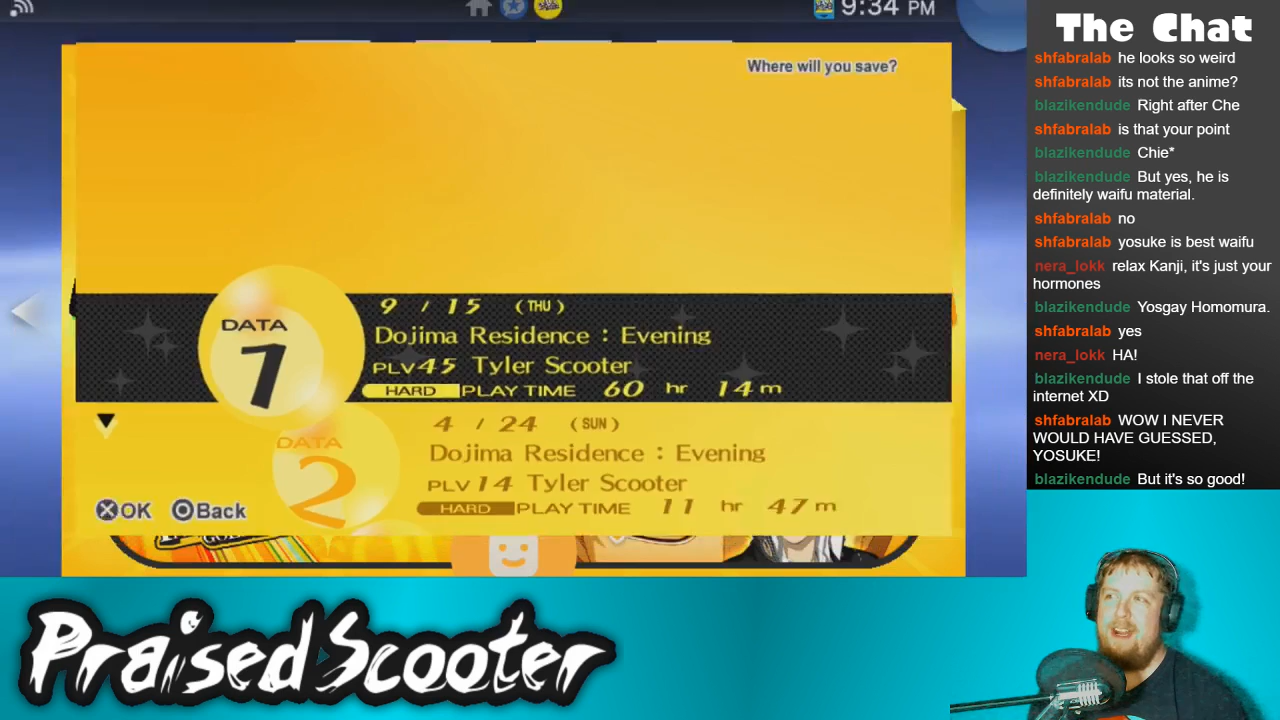 9:34 PM
Where will you save?
DATA
1
9 / 15 (THU)
Dojima Residence : Evening
PLV45 Tyler Scooter
HARD PLAY TIME 60 hr 14m
DATA
2
4 / 24 (SUN)
Dojima Residence : Evening
PLV14 Tyler Scooter
HARD PLAY TIME 11 hr 47m
OK Back
PraisedScooter
The Chat
shfabralab he looks so weird
shfabralab its not the anime?
blazikendude Right after Che
shfabralab is that your point
blazikendude Chie*
blazikendude But yes, he is
definitely waifu material.
shfabralab no
shfabralab yosuke is best waifu
nera_lokk relax Kanji, it's just your
hormones
blazikendude Yosgay Homomura.
shfabralab yes
nera_lokk HA!
blazikendude I stole that off the
internet XD
shfabralab WOW I NEVER
WOULD HAVE GUESSED,
YOSUKE!
blazikendude But it's so good!